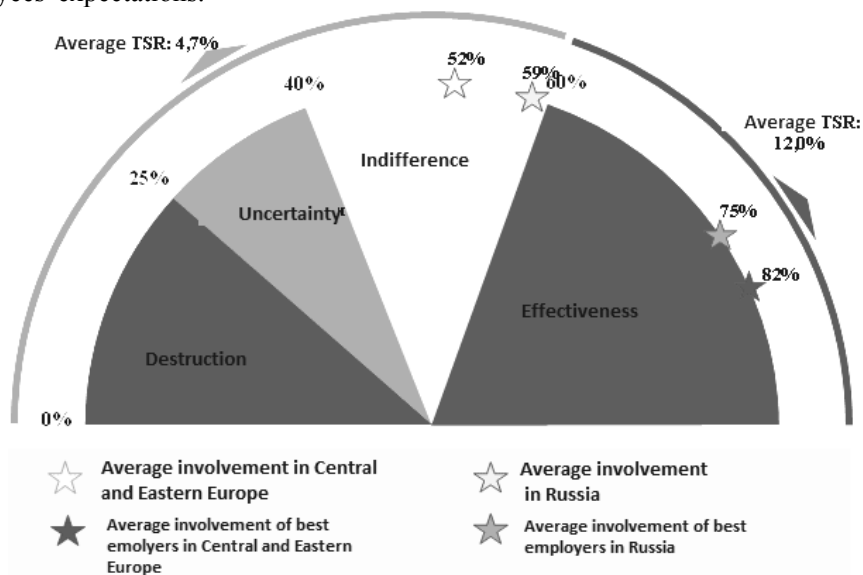 yees' expectations.
Average TSR: 4,7%
52%
59%
60%
40%
Average TSR:
12,0%
Indifference
25%
Uncertainty
75%
82%
Effectiveness
Destruction
0%
Average involvement in Central
and Eastern Europe
Average involvement
in Russia
Average involvement of best
emolyers in Central and Eastern
Europe
Average involvement of best
employers in Russia